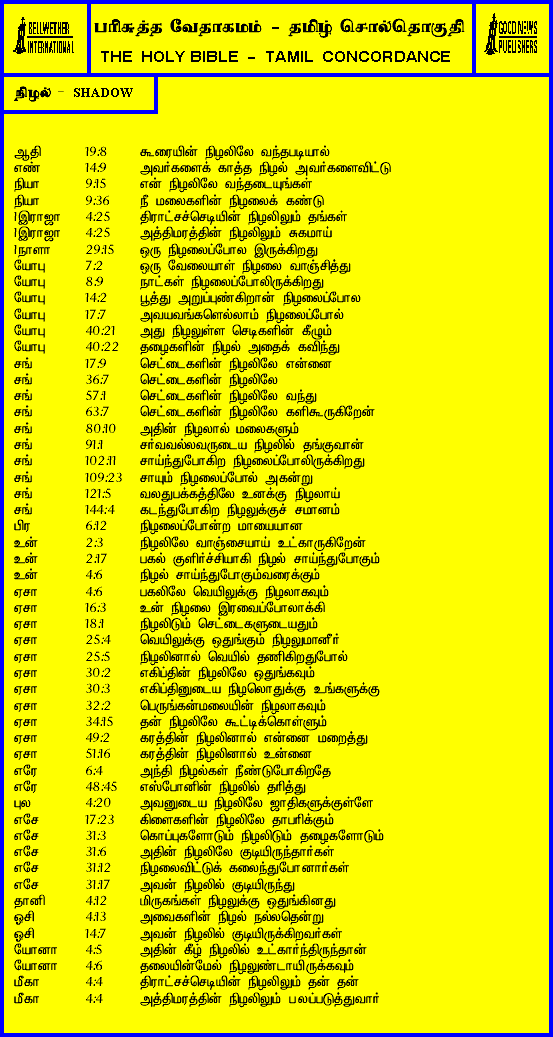 BELLWETHER
INTERNATIONAL
பரிசுத்த வேதாகமம் - தமிழ் சொல்தொகுதி
THE HOLY BIBLE - TAMIL CONCORDANCE
GOOD NEWS
PUBLISHERS
நிழல் - SHADOW
ஆதி 19:8 கூரையின் நிழலிலே வந்தபடியால்
எண் 14:9 அவர்களைக் காத்த நிழல் அவர்களைவிட்டு
நியா 9:15 என் நிழலிலே வந்தடையுங்கள்
நியா 9:36 நீ மலைகளின் நிழலைக் கண்டு
1இராஜா 4:25 திராட்சச்செடியின் நிழலிலும் தங்கள்
1இராஜா 4:25 அத்திமரத்தின் நிழலிலும் சுகமாய்
1நாளா 29:15 ஒரு நிழலைப்போல இருக்கிறது
யோபு 7:2 ஒரு வேலையாள் நிழலை வாஞ்சித்து
யோபு 8:9 நாட்கள் நிழலைப்போலிருக்கிறது
யோபு 14:2 பூத்து அறுப்புண்கிறான் நிழலைப்போல
யோபு 17:7 அவயவங்களெல்லாம் நிழலைப்போல்
யோபு 40:21 அது நிழலுள்ள செடிகளின் கீழும்
யோபு 40:22 தழைகளின் நிழல் அதைக் கவிந்து
சங் 17:9 செட்டைகளின் நிழலிலே என்னை
சங் 36:7 செட்டைகளின் நிழலிலே
சங் 57:1 செட்டைகளின் நிழலிலே வந்து
சங் 63:7 செட்டைகளின் நிழலிலே களிகூருகிறேன்
சங் 80:10 அதின் நிழலால் மலைகளும்
சங் 91:1 சர்வவல்லவருடைய நிழலில் தங்குவான்
சங் 102:11 சாய்ந்துபோகிற நிழலைப்போலிருக்கிறது
சங் 109:23 சாயும் நிழலைப்போல் அகன்று
சங் 121:5 வலதுபக்கத்திலே உனக்கு நிழலாய்
சங் 144:4 கடந்துபோகிற நிழலுக்குச் சமானம்
பிர 6:12 நிழலைப்போன்ற மாயையான
உன் 2:3 நிழலிலே வாஞ்சையாய் உட்காருகிறேன்
உன் 2:17 பகல் குளிர்ச்சியாகி நிழல் சாய்ந்துபோகும்
உன் 4:6 நிழல் சாய்ந்துபோகும்வரைக்கும்
ஏசா 4:6 பகலிலே வெயிலுக்கு நிழலாகவும்
ஏசா 16:3 உன் நிழலை இரவைப்போலாக்கி
ஏசா 18:1 நிழலிடும் செட்டைகளுடையதும்
ஏசா 25:4 வெயிலுக்கு ஒதுங்கும் நிழலுமானீர்
ஏசா 25:5 நிழலினால் வெயில் தணிகிறதுபோல்
ஏசா 30:2 எகிப்தின் நிழலிலே ஒதுங்கவும்
ஏசா 30:3 எகிப்தினுடைய நிழலொதுக்கு உங்களுக்கு
ஏசா 32:2 பெருங்கன்மலையின் நிழலாகவும்
ஏசா 34:15 தன் நிழலிலே கூட்டிக்கொள்ளும்
ஏசா 49:2 கரத்தின் நிழலினால் என்னை மறைத்து
ஏசா 51:16 கரத்தின் நிழலினால் உன்னை
எரே 6:4 அந்தி நிழல்கள் நீண்டுபோகிறதே
எரே 48:45 எஸ்போனின் நிழலில் தரித்து
புல 4:20 அவனுடைய நிழலிலே ஜாதிகளுக்குள்ளே
எசே 17:23 கிளைகளின் நிழலிலே தாபரிக்கும்
எசே 31:3 கொப்புகளோடும் நிழலிடும் தழைகளோடும்
எசே 31:6 அதின் நிழலிலே குடியிருந்தார்கள்
எசே 31:12 நிழலைவிட்டுக் கலைந்துபோனார்கள்
எசே 31:17 அவன் நிழலில் குடியிருந்து
தானி 4:12 மிருகங்கள் நிழலுக்கு ஒதுங்கினது
ஓசி 4:13 அவைகளின் நிழல் நல்லதென்று
ஓசி 14:7 அவன் நிழலில் குடியிருக்கிறவர்கள்
யோனா 4:5 அதின் கீழ் நிழலில் உட்கார்ந்திருந்தான்
யோனா 4:6 தலையின்மேல் நிழலுண்டாயிருக்கவும்
மீகா 4:4 திராட்சச்செடியின் நிழலிலும் தன் தன்
மீகா 4:4 அத்திமரத்தின் நிழலிலும் பலப்படுத்துவார்